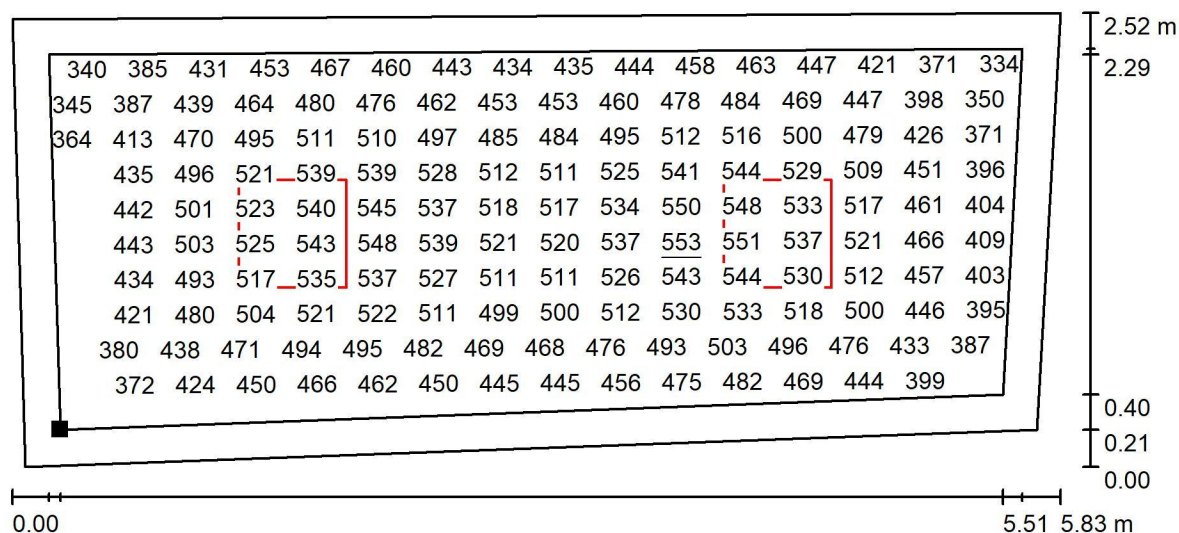 2.52 m
2.29
340 385 431 453 467 460 443 434 435 444 458 463 447 421 371 334
345 387 439 464 480 476 462 453 453 460 478 484 469 447 398 350
364 413 470 495 511 510 497 485 484 495 512 516 500 479 426 371
435 496 521 539 539 528 512 511 525 541 544 529 509 451 396
442 501 523 540 545 537 518 517 534 550 548 533 517 461 404
443 503 525 543 548 539 521 520 537 553 551 537 521 466 409
434 493 517 535 537 527 511 511 526 543 544 530 512 457 403
421 480 504 521 522 511 499 500 512 530 533 518 500 446 395
380 438 471 494 495 482 469 468 476 493 503 496 476 433 387
372 424 450 466 462 450 445 445 456 475 482 469 444 399
0.40
0.21
0.00
0.00 5.51 5.83 m